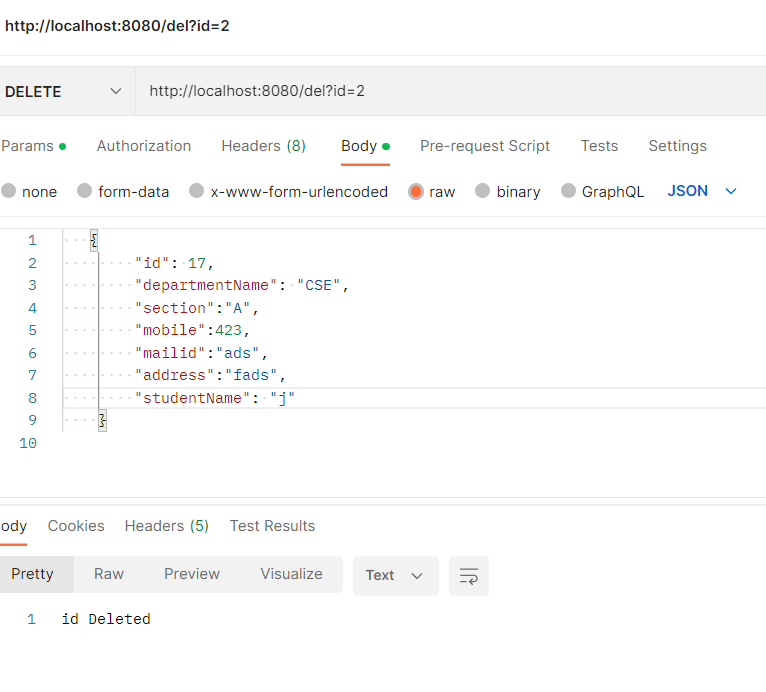 http://localhost:8080/del?id=2
DELETE http://localhost:8080/del?id=2
Params Authorization Headers (8) Body Pre-request Script Tests Settings
none form-data x-www-form-urlencoded raw binary GraphQL JSON
1 {
2 "id": 17,
3 "departmentName": "CSE",
4 "section":"A",
5 "mobile":423,
6 "mailid":"ads",
7 "address":"fads",
8 "studentName": "j"
9 }
10
ody Cookies Headers (5) Test Results
Pretty Raw Preview Visualize Text
1 id Deleted